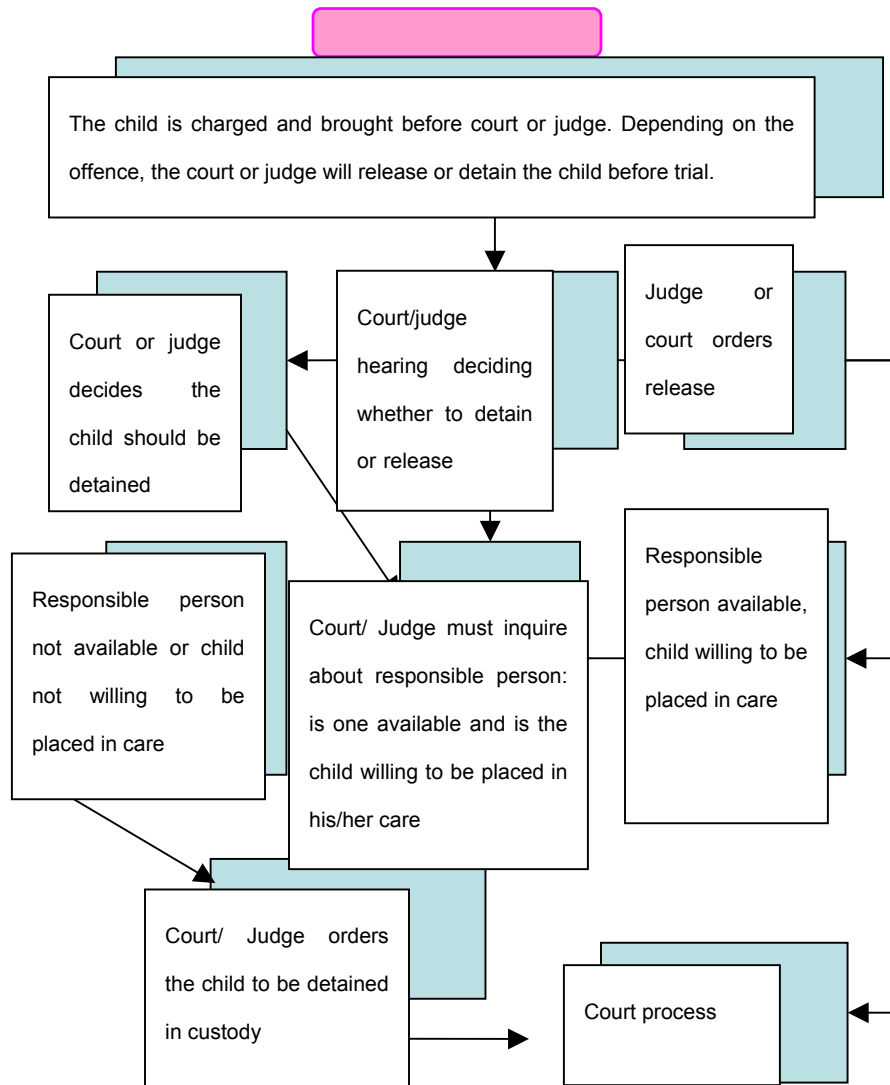 The child is charged and brought before court or judge. Depending on the
offence, the court or judge will release or detain the child before trial.
Judge or
court orders
release
Court/judge
hearing deciding
whether to detain
or release
Court or judge
decides the
child should be
detained
Responsible
person available,
child willing to be
placed in care
Responsible person
not available or child
not willing to be
placed in care
Court/ Judge must inquire
about responsible person:
is one available and is the
child willing to be placed in
his/her care
Court/ Judge orders
the child to be detained
in custody
Court process